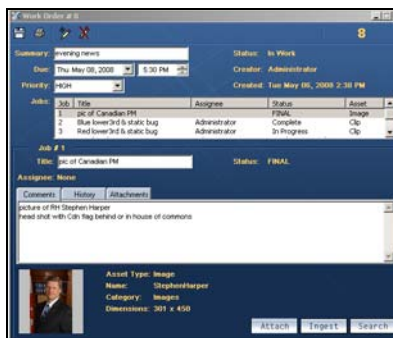 Work Order # 8
8
Summary: evening news Status: In Work
Due: Thu May 08, 2008 5:30 PM Creator: Administrator
Priority: HIGH Created: Tue May 06, 2008 2:38 PM
Jobs: Job Title Assignee Status Asset
1 pic of Canadian PM FINAL Image
2 Blue lower3rd & static bug Administrator Complete Clip
3 Red lower3rd & static bug Administrator In Progress Clip
Job # 1
Title: pic of Canadian PM Status: FINAL
Assignee: None
Comments History Attachments
picture of RH Stephen Harper
head shot with Cdn flag behind or in house of commons
Asset Type: Image
Name: StephenHarper
Category: Images
Dimensions: 301 x 450
Attach Ingest Search